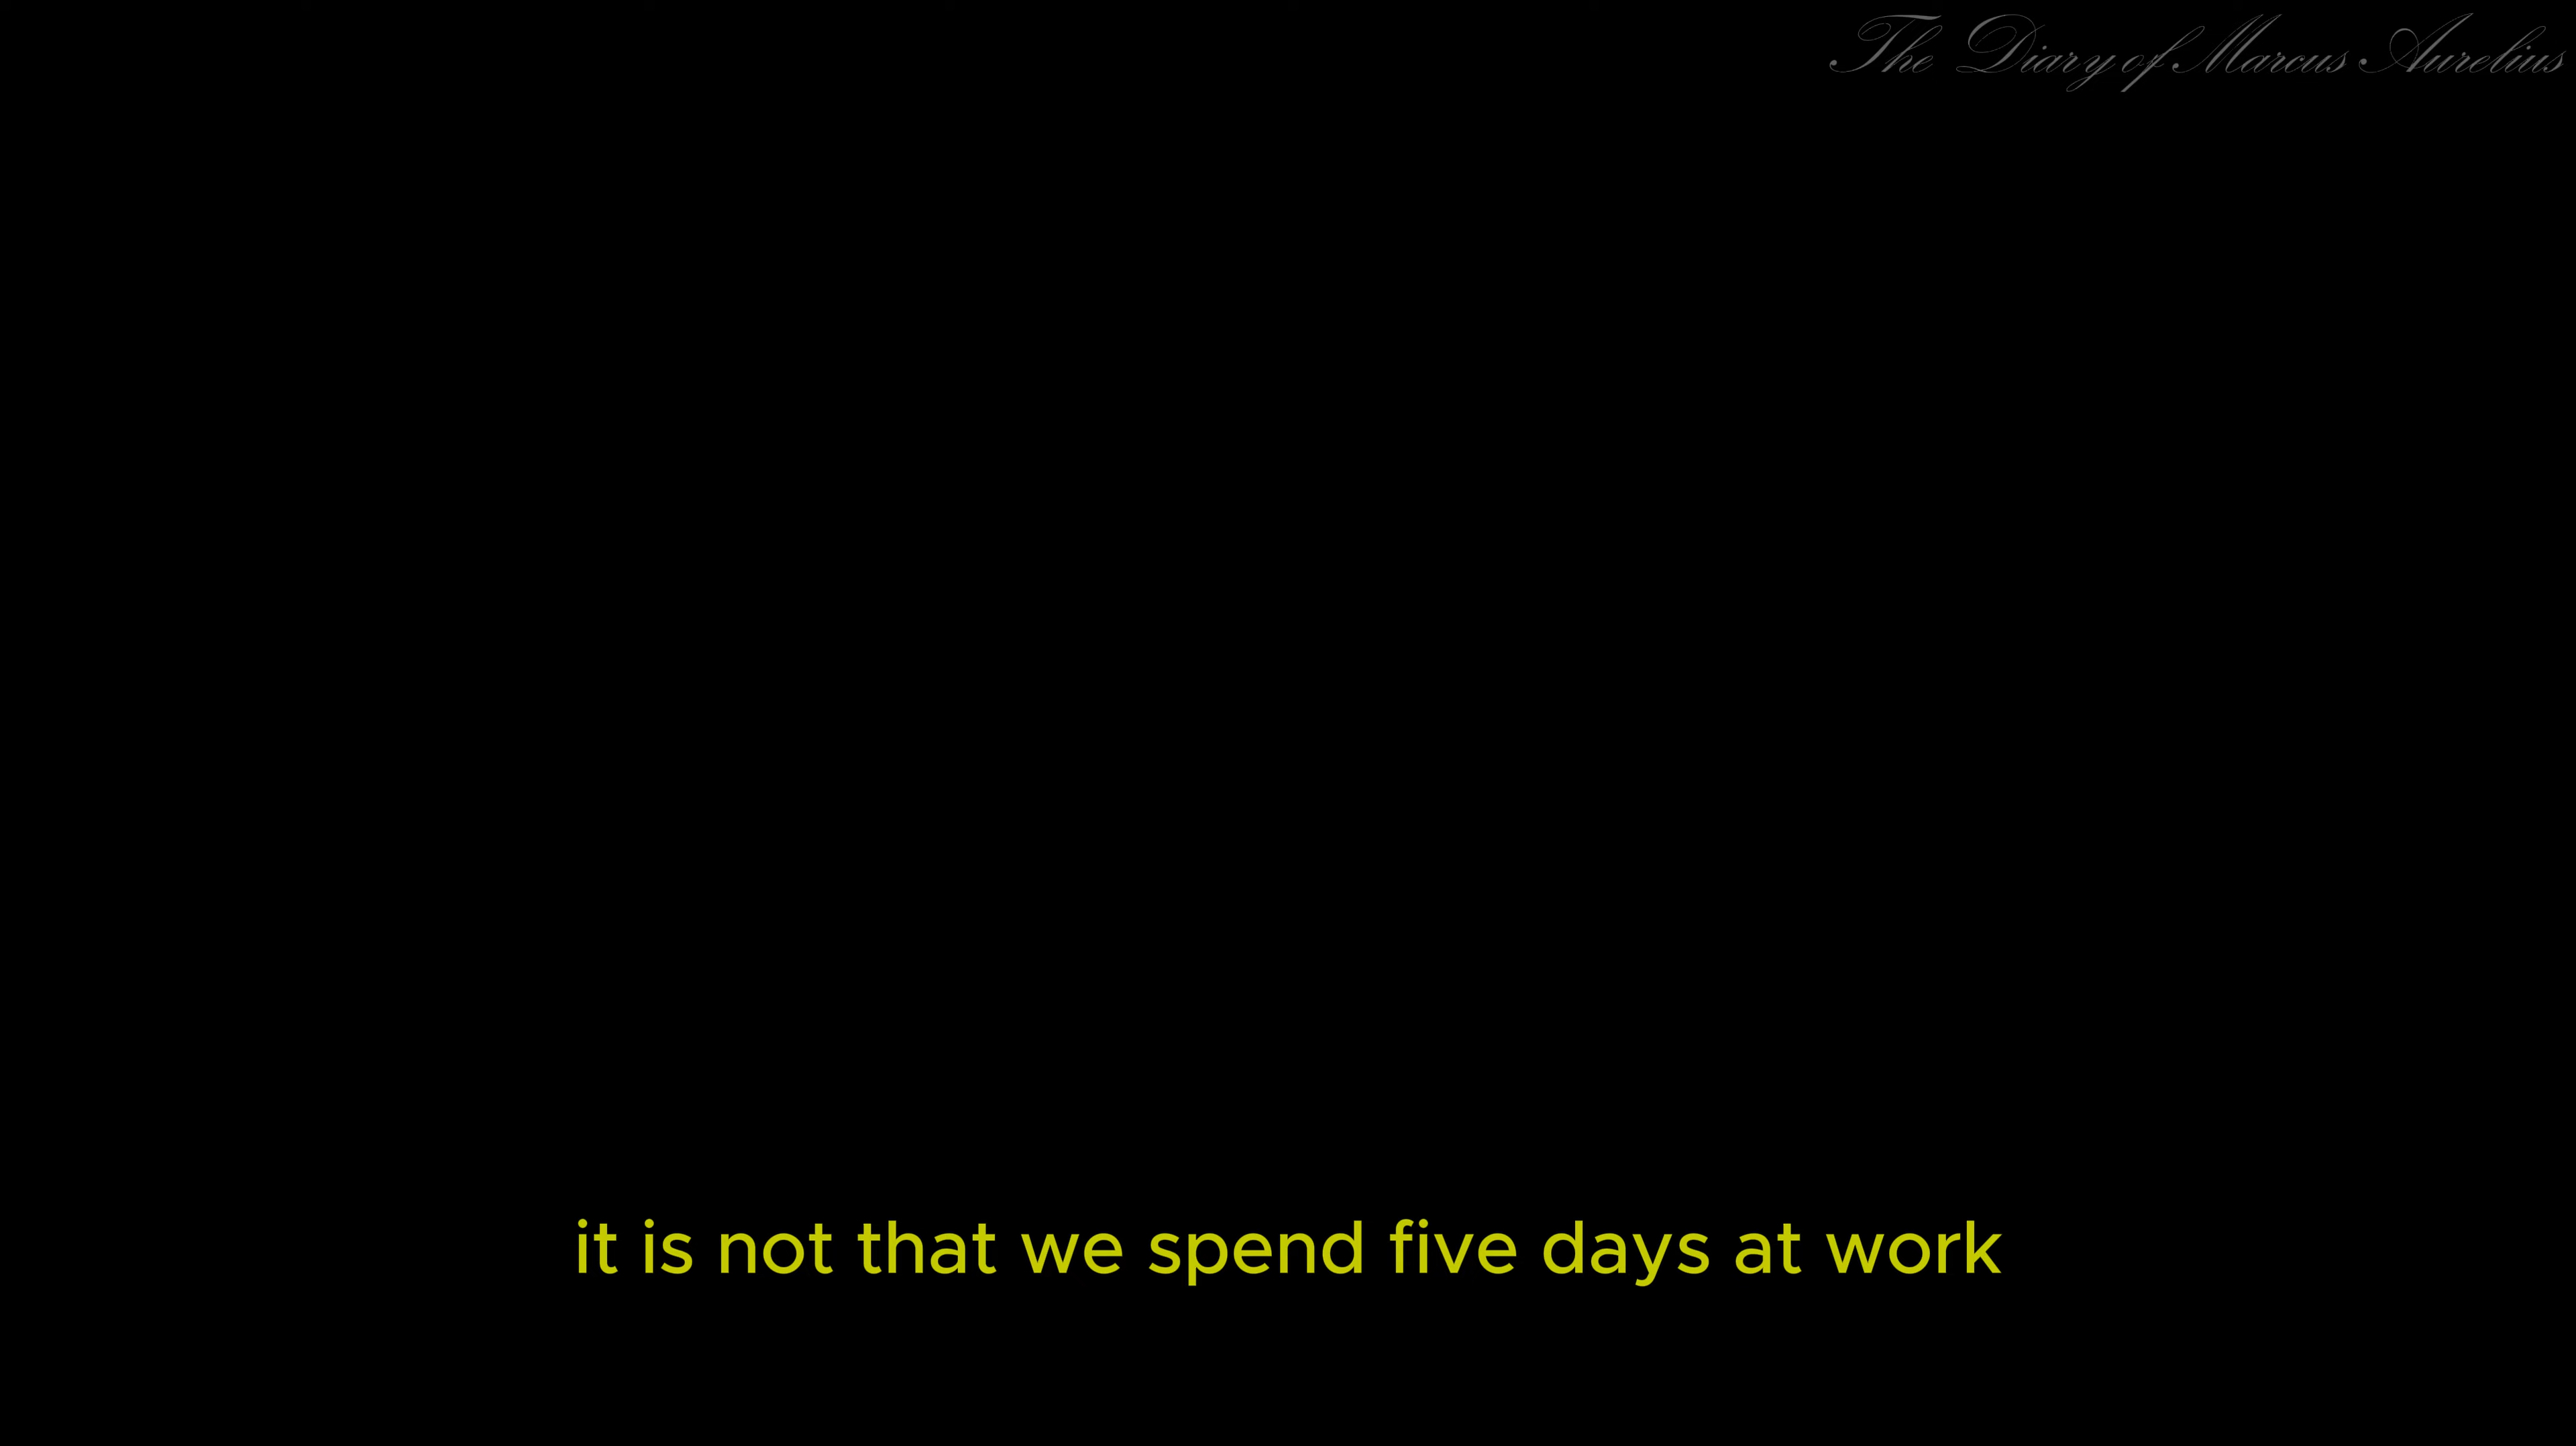 The Diary of Marcus Aurelius
it is not that we spend five days at work